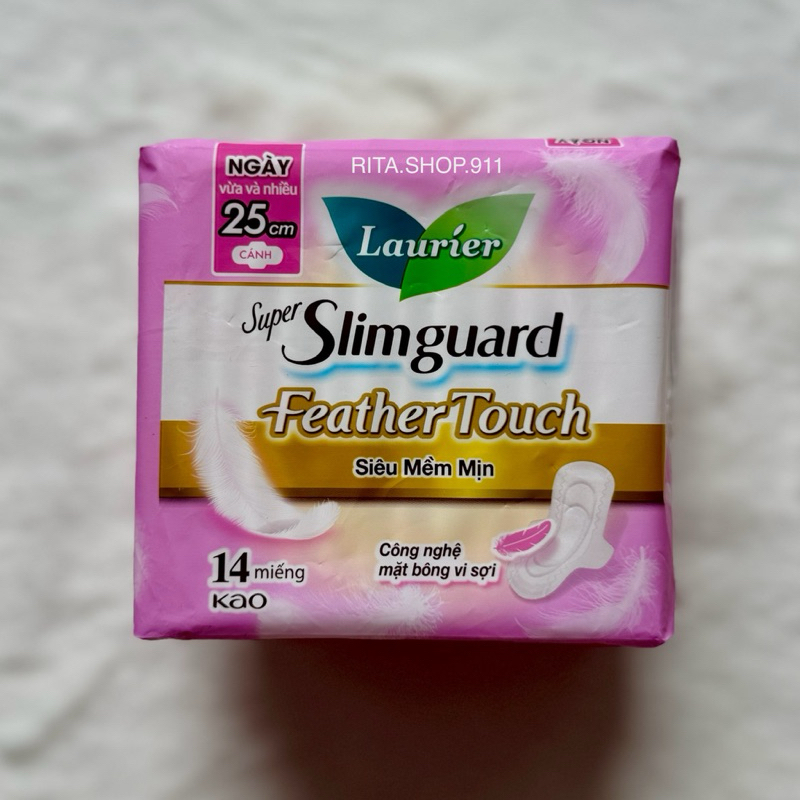 RITA.SHOP.911
NGÀY
vừa và nhiều
25cm
CÁNH
Laurier
Super Slimguard
Feather Touch
Siêu Mềm Mịn
Công nghệ
mặt bông vi sợi
14 miếng
Kao